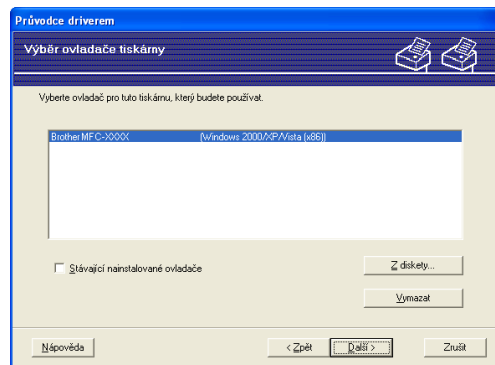 Průvodce driverem
Výběr ovladače tiskárny
Vyberte ovladač pro tuto tiskárnu, který budete používat.
Brother MFC-XXXX (Windows 2000/XP/Vista (x86))
Stávající nainstalované ovladače
Z diskety...
Vymazat
Nápověda < Zpět Další > Zrušit